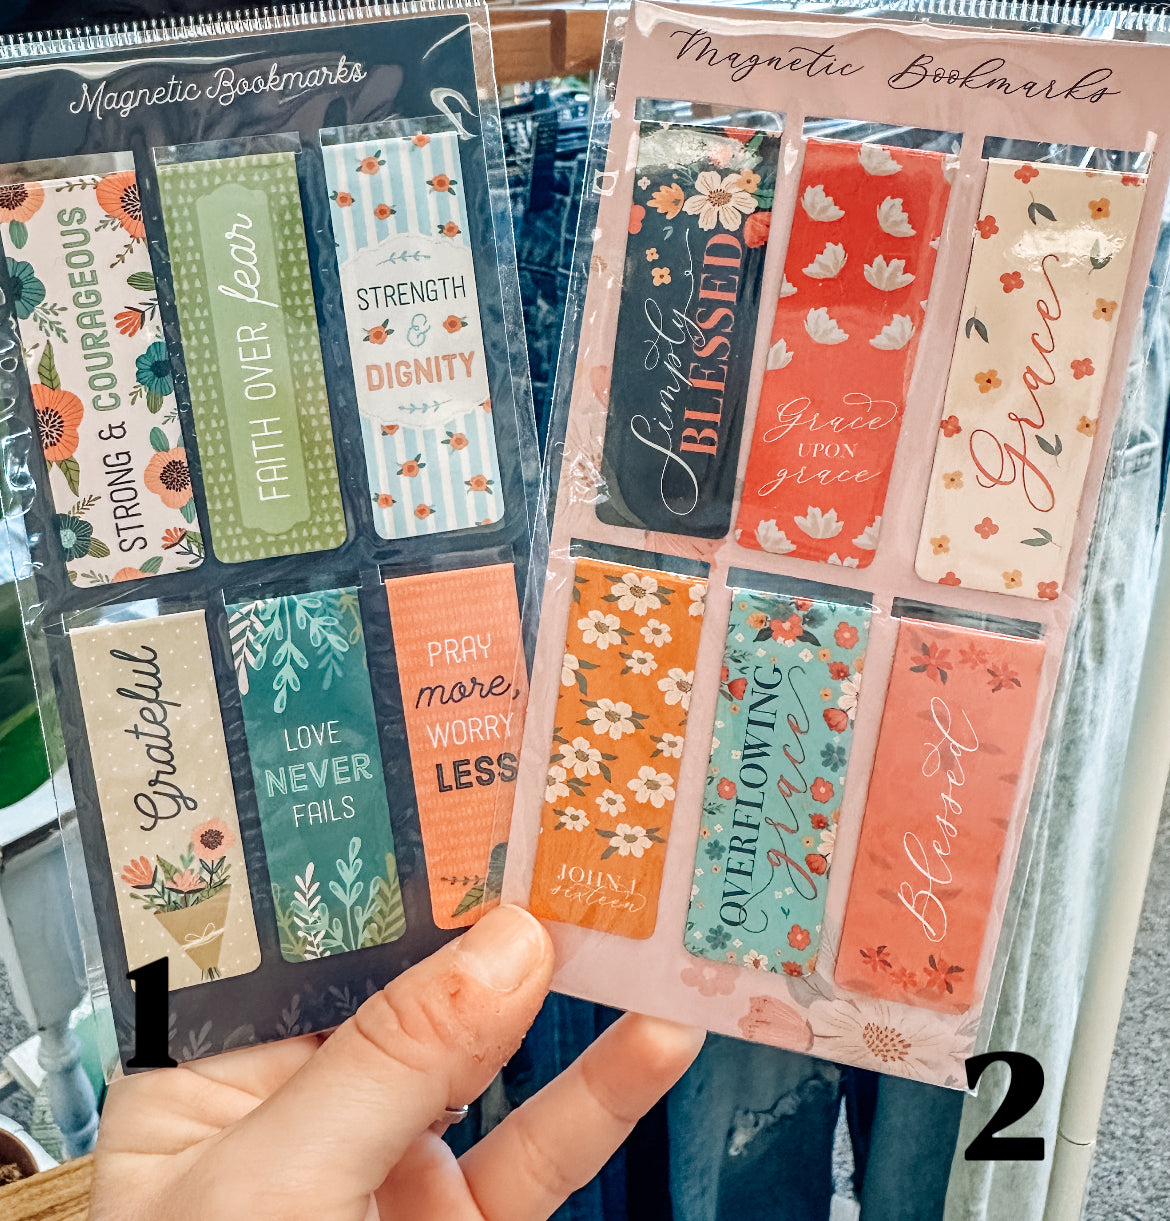 Magnetic Bookmarks
STRONG & COURAGEOUS
FAITH OVER fear
STRENGTH
&
DIGNITY
Grateful
LOVE
NEVER
FAILS
PRAY
more,
WORRY
LESS
1
Magnetic Bookmarks
Simply
BLESSED
Grace
UPON
grace
Grace
JOHN 1
sixteen
OVERFLOWING
grace
Blessed
2